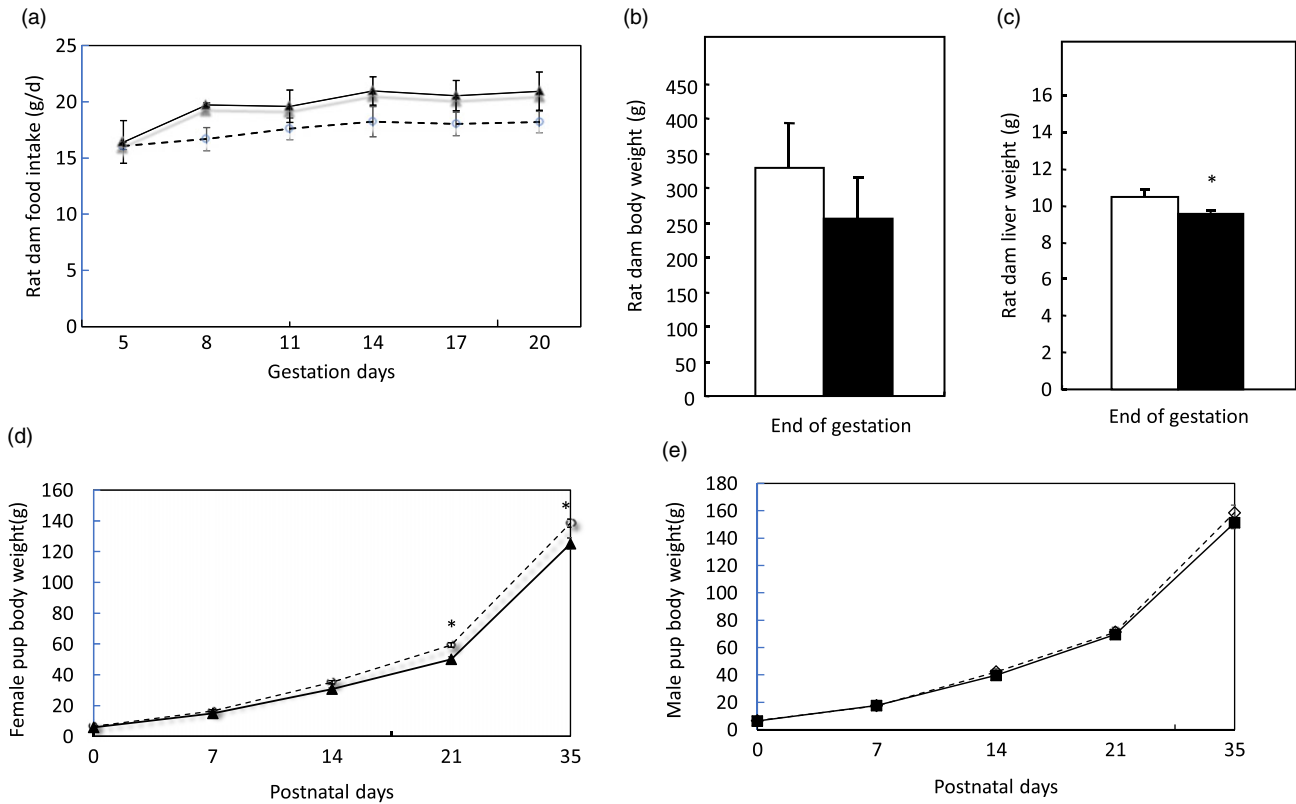 (a)
Rat dam food intake (g/d)
25
20
15
10
5
0
5 8 11 14 17 20
Gestation days
(b)
Rat dam body weight (g)
450
400
350
300
250
200
150
100
50
0
End of gestation
(c)
Rat dam liver weight (g)
16
14
12
10
8
6
4
2
0
*
End of gestation
(d)
Female pup body weight(g)
160
140
120
100
80
60
40
20
0
*
*
0 7 14 21 35
Postnatal days
(e)
Male pup body weight(g)
180
160
140
120
100
80
60
40
20
0
0 7 14 21 35
Postnatal days